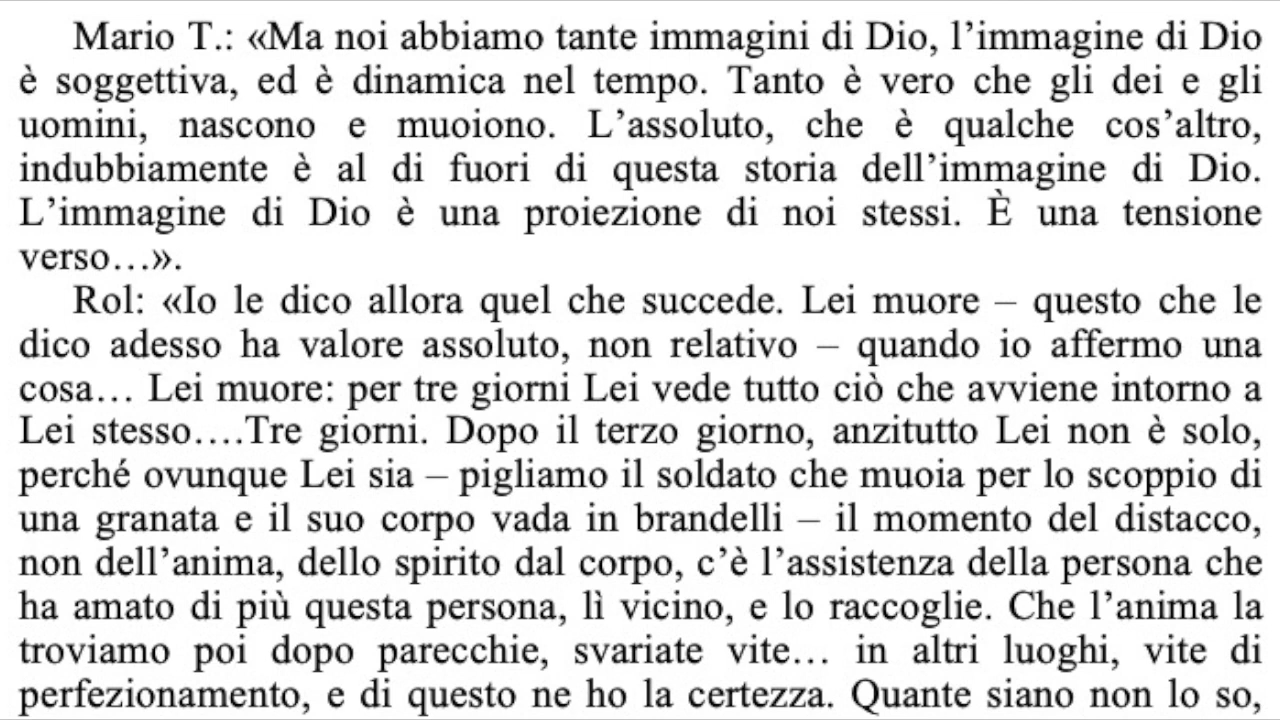 Mario T.: «Ma noi abbiamo tante immagini di Dio, l’immagine di Dio
è soggettiva, ed è dinamica nel tempo. Tanto è vero che gli dei e gli
uomini, nascono e muoiono. L’assoluto, che è qualche cos’altro,
indubbiamente è al di fuori di questa storia dell’immagine di Dio.
L’immagine di Dio è una proiezione di noi stessi. È una tensione
verso…».
Rol: «Io le dico allora quel che succede. Lei muore – questo che le
dico adesso ha valore assoluto, non relativo – quando io affermo una
cosa… Lei muore: per tre giorni Lei vede tutto ciò che avviene intorno a
Lei stesso….Tre giorni. Dopo il terzo giorno, anzitutto Lei non è solo,
perché ovunque Lei sia – pigliamo il soldato che muoia per lo scoppio di
una granata e il suo corpo vada in brandelli – il momento del distacco,
non dell’anima, dello spirito dal corpo, c’è l’assistenza della persona che
ha amato di più questa persona, lì vicino, e lo raccoglie. Che l’anima la
troviamo poi dopo parecchie, svariate vite… in altri luoghi, vite di
perfezionamento, e di questo ne ho la certezza. Quante siano non lo so,